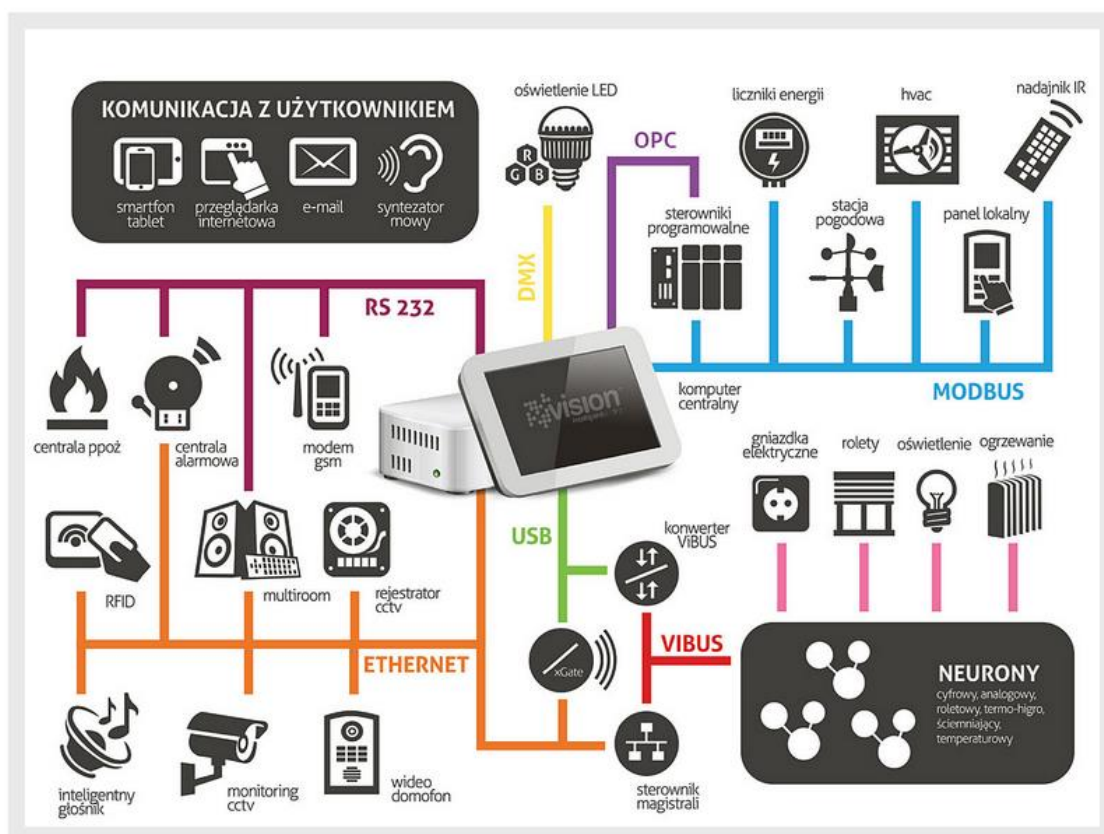 KOMUNIKACJA Z UŻYTKOWNIKIEM
smartfon
tablet
przeglądarka
internetowa
e-mail
syntezator
mowy
oświetlenie LED
R
G B
DMX
OPC
liczniki energii
hvac
nadajnik IR
sterowniki
programowalne
stacja
pogodowa
panel lokalny
MODBUS
RS 232
centrala ppoż
centrala
alarmowa
modem
gsm
vision
komputer
centralny
gniazdka
elektryczne
rolety
oświetlenie
ogrzewanie
RFID
multiroom
rejestrator
cctv
USB
konwerter
ViBUS
ETHERNET
xGate
VIBUS
NEURONY
cyfrowy, analogowy,
roletowy, termo-higro,
ściemniający,
temperaturowy
inteligentny
głośnik
monitoring
cctv
wideo
domofon
sterownik
magistrali